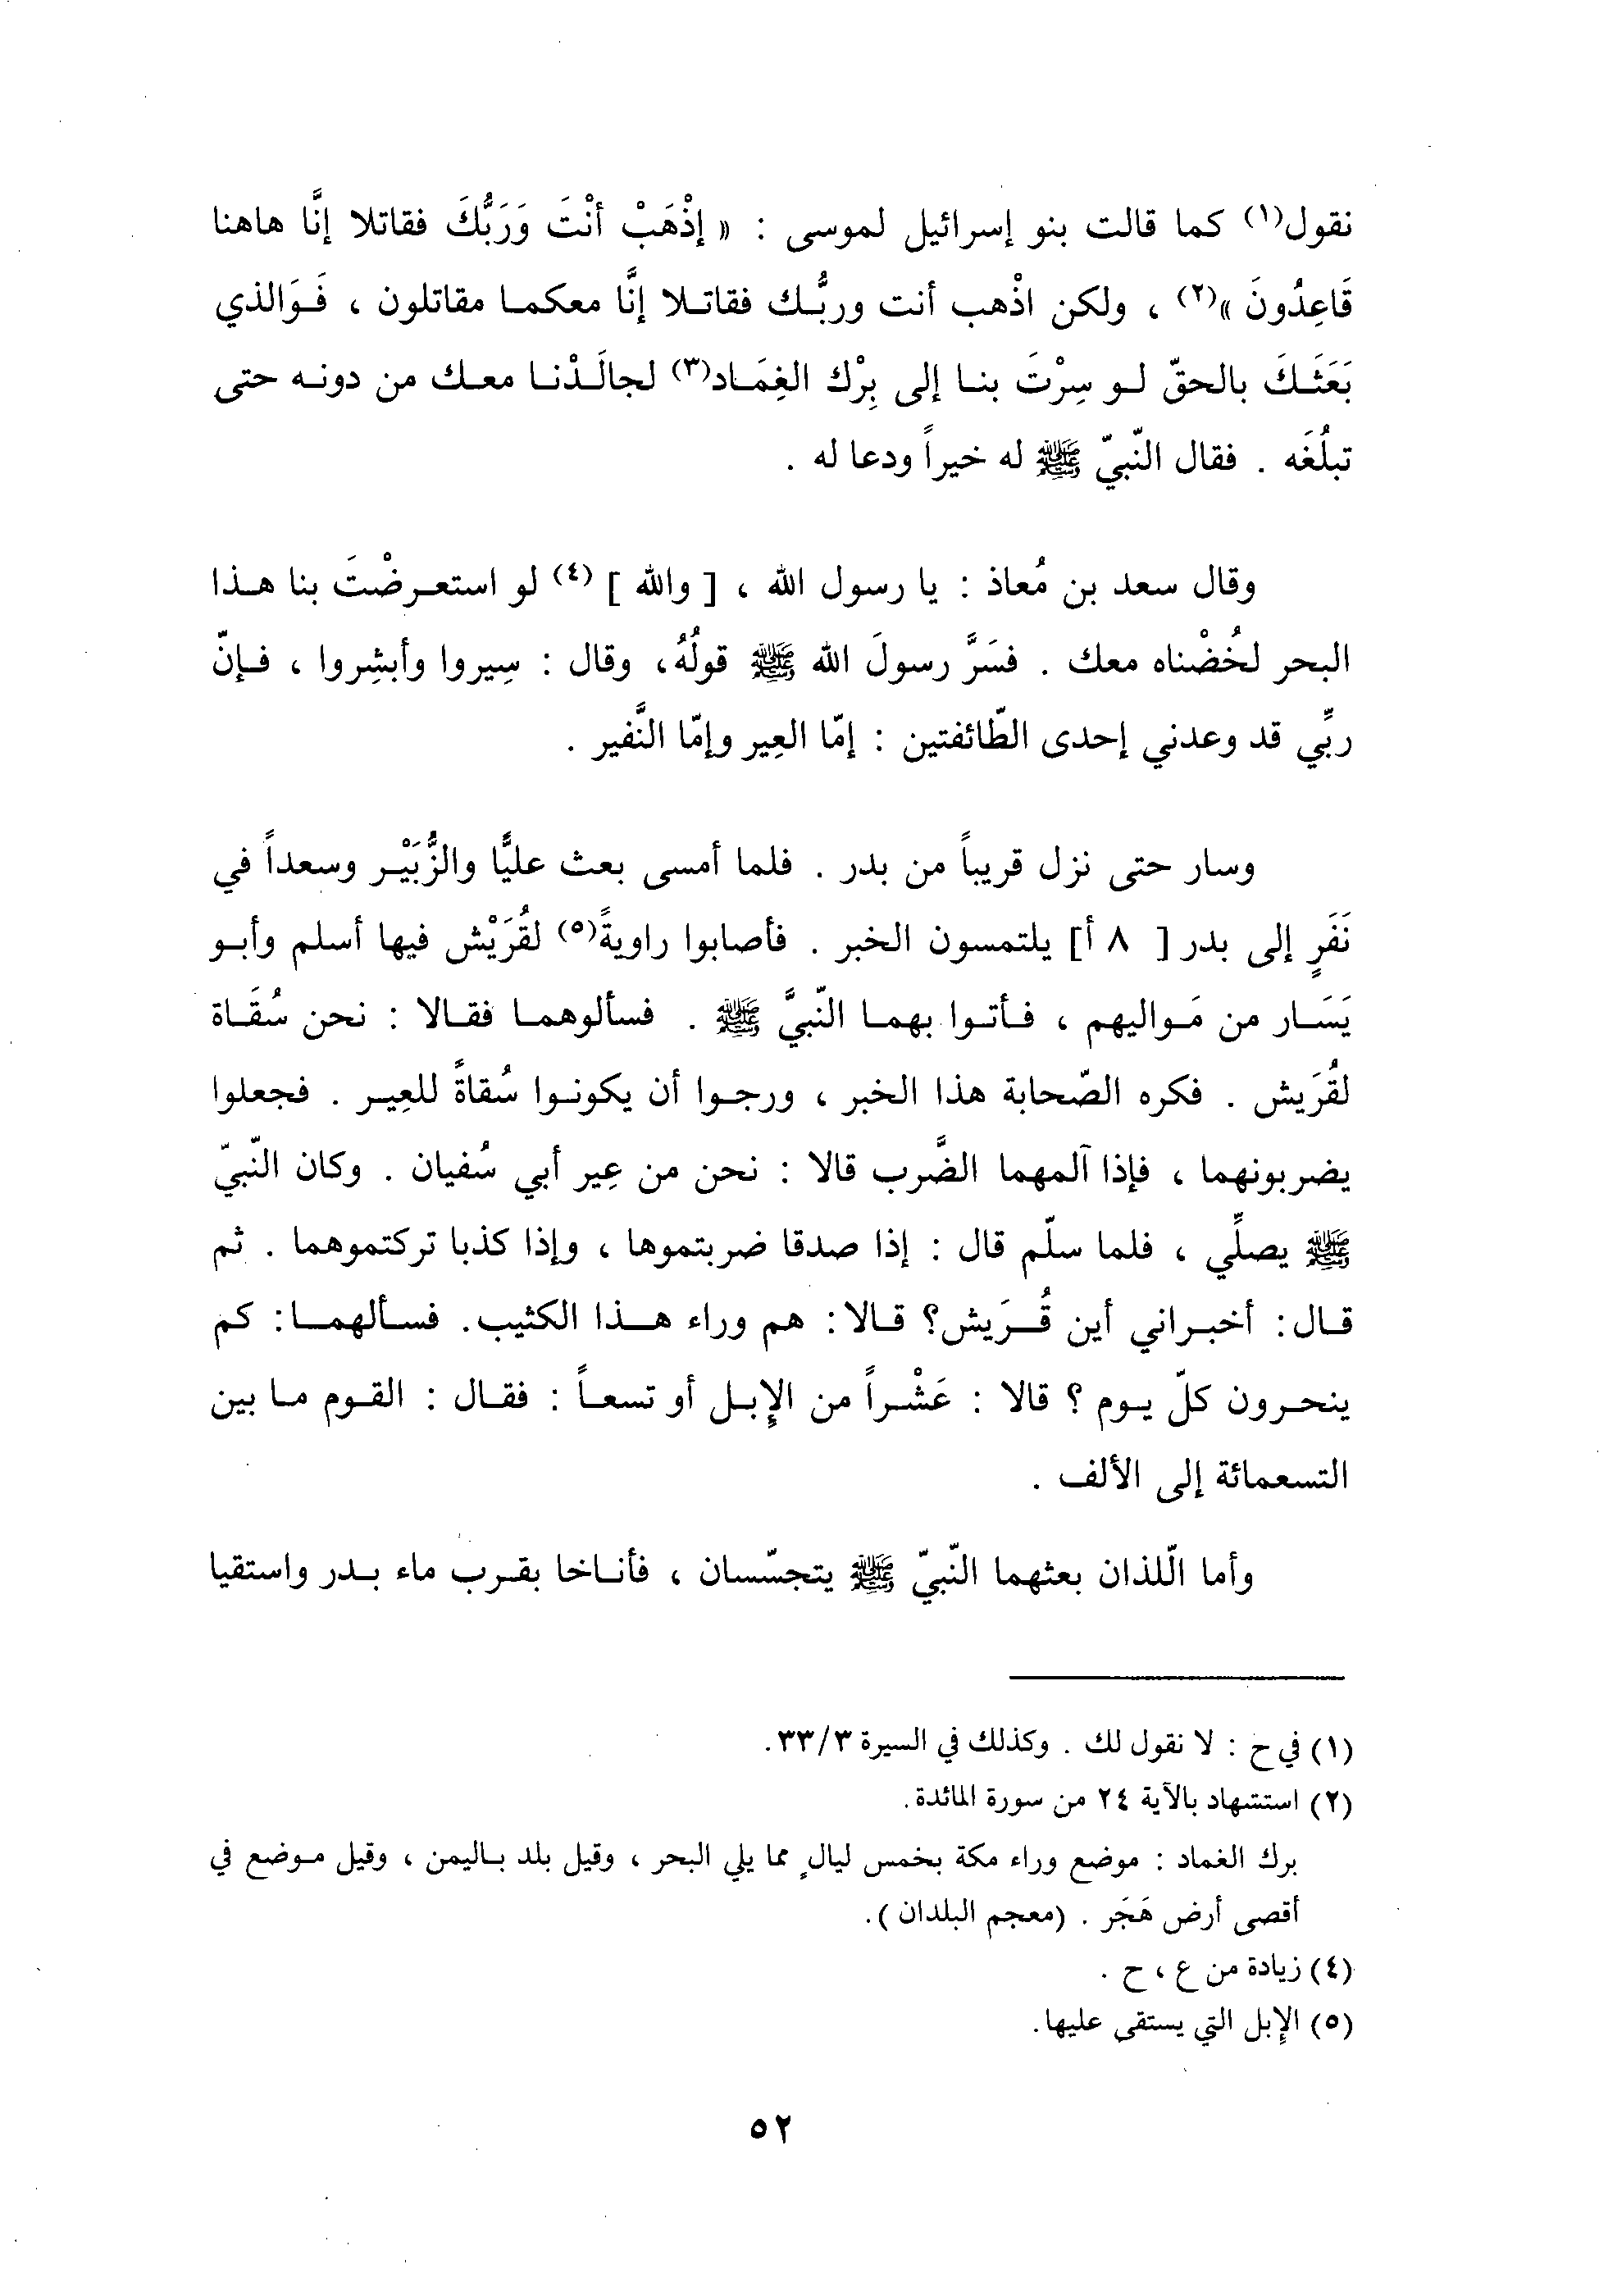 نقول(١) كما قالت بنو إسرائيل لموسى : « إذْهَبْ أنْتَ وَرَبُّكَ فقاتلا إنَّا هاهنا
قَاعِدُونَ »(٢) ، ولكن اذْهب أنت وربُّك فقاتلا إنَّا معكما مقاتلون ، فَوَالذي
بَعَثَكَ بالحقّ لو سِرْتَ بنا إلى بِرْك الغِمَاد(٣) لجالَدْنا معك من دونه حتى
تبلُغَه . فقال النّبيّ ﷺ له خيراً ودعا له .
وقال سعد بن مُعاذ : يا رسول الله ، [ والله ] (٤) لو استعرضْتَ بنا هذا
البحر لخُضْناه معك . فسَرَّ رسولَ الله ﷺ قولُهُ، وقال : سِيروا وأبشِروا ، فإنّ
ربِّي قد وعدني إحدى الطّائفتين : إمّا العِير وإمّا النَّفير .
وسار حتى نزل قريباً من بدر . فلما أمسى بعث عليًّا والزُّبَيْر وسعداً في
نَفَرٍ إلى بدر [ ٨ أ] يلتمسون الخبر . فأصابوا راويةً(٥) لقُرَيْش فيها أسلم وأبو
يَسَار من مَواليهم ، فأتوا بهما النّبيَّ ﷺ . فسألوهما فقالا : نحن سُقَاة
لقُرَيش . فكره الصّحابة هذا الخبر ، ورجوا أن يكونوا سُقاةً للعِير . فجعلوا
يضربونهما ، فإذا آلمهما الضَّرب قالا : نحن من عِير أبي سُفيان . وكان النّبيّ
ﷺ يصلِّي ، فلما سلّم قال : إذا صدقا ضربتموها ، وإذا كذبا تركتموهما . ثم
قال: أخبراني أين قُرَيش؟ قالا: هم وراء هذا الكثيب. فسألهما: كم
ينحرون كلّ يوم ؟ قالا : عَشْراً من الإبل أو تسعاً : فقال : القوم ما بين
التسعمائة إلى الألف .
وأما الّلذان بعثهما النّبيّ ﷺ يتجسّسان ، فأناخا بقرب ماء بدر واستقيا
(١) في ح : لا نقول لك . وكذلك في السيرة ٣٣/٣.
(٢) استشهاد بالآية ٢٤ من سورة المائدة.
برك الغماد : موضع وراء مكة بخمس ليالٍ مما يلي البحر ، وقيل بلد باليمن ، وقيل موضع في
أقصى أرض هَجَر . (معجم البلدان ).
(٤) زيادة من ع ، ح .
(٥) الإبل التي يستقى عليها.
٥٢